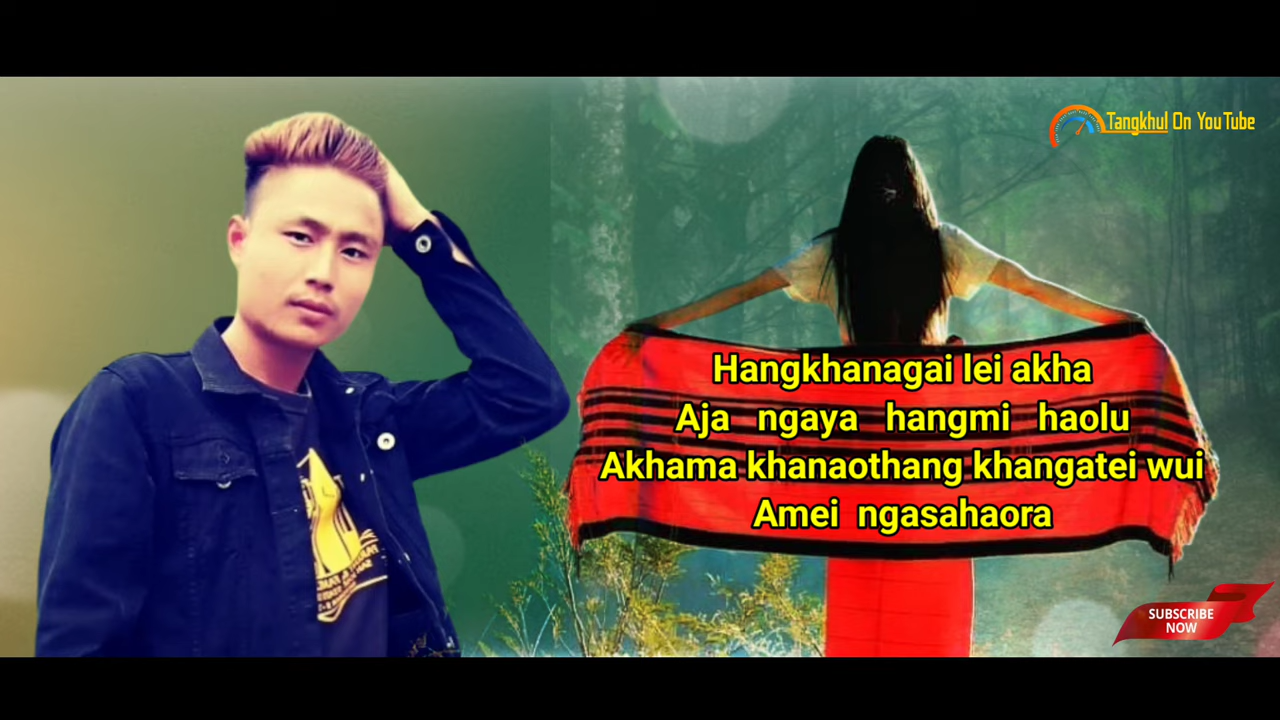 Tangkhul On YouTube
Hangkhanagai lei akha
Aja ngaya hangmi haolu
Akhama khanaothang khangatei wui
Amei ngasahaora
SUBSCRIBE
NOW